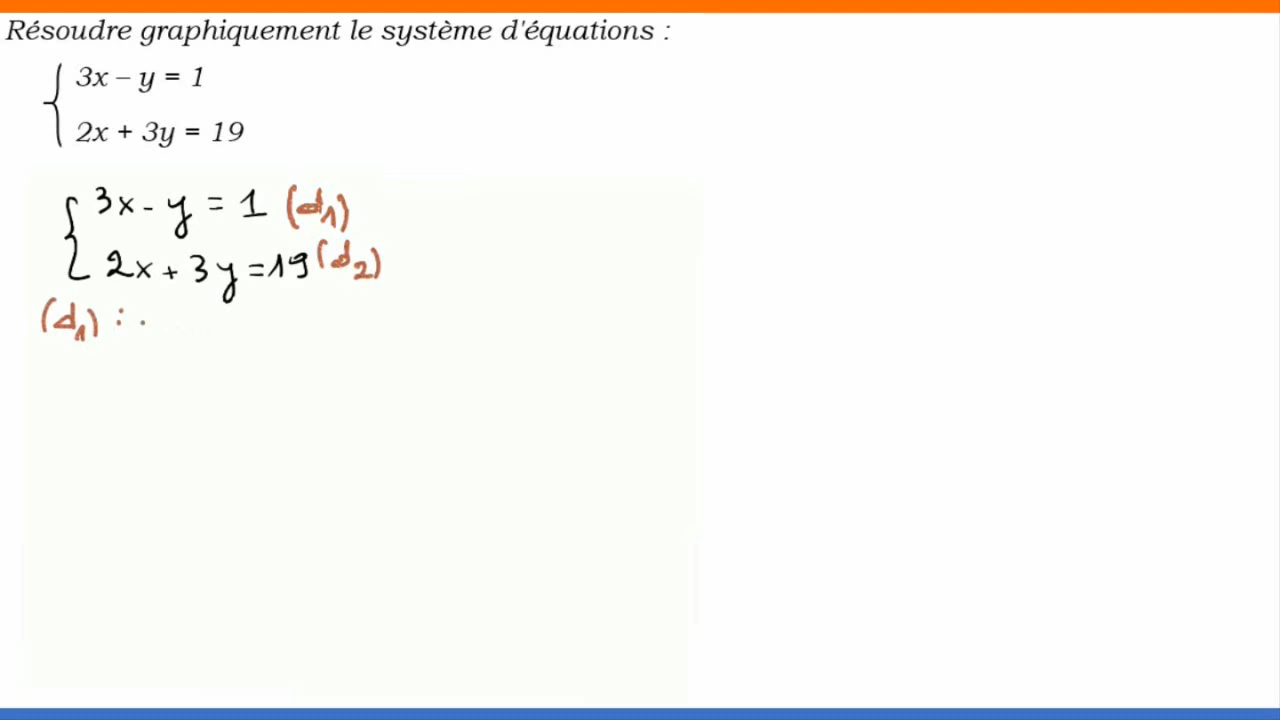 Résoudre graphiquement le système d'équations :
3x – y = 1
2x + 3y = 19
3x - y = 1 (d1)
2x + 3y = 19 (d2)
(d1) : .